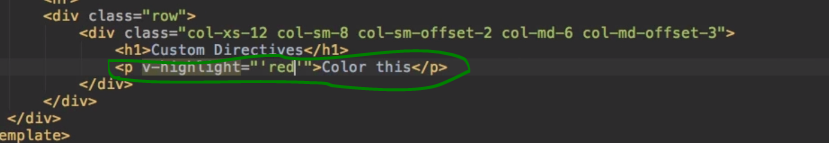 <div class="row">
<div class="col-xs-12 col-sm-8 col-sm-offset-2 col-md-6 col-md-offset-3">
<h1>Custom Directives</h1>
<p v-highlight="'red'">Color this</p>
</div>
</div>
</div>
emplate>